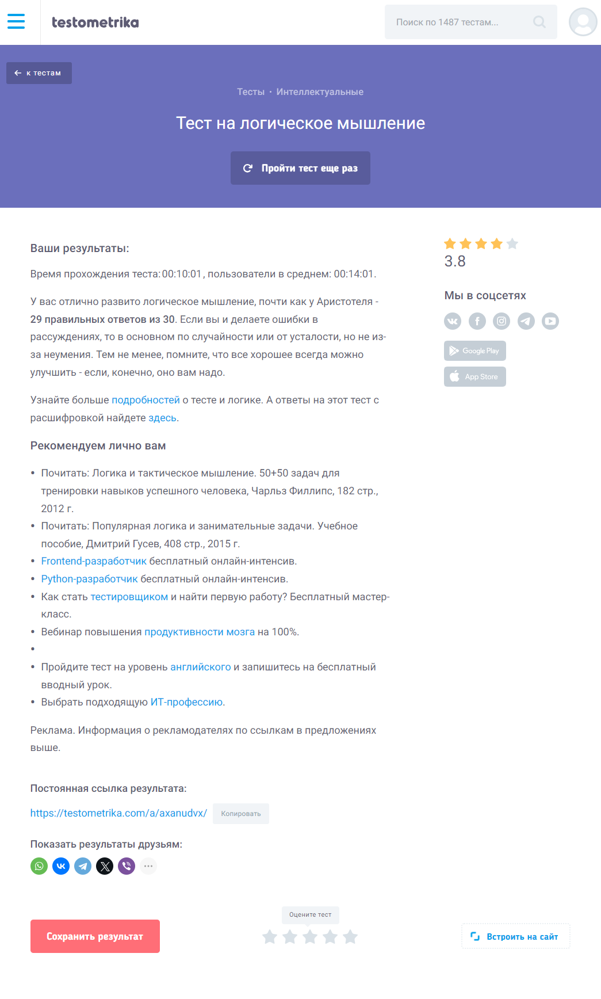 testometrika
Поиск по 1487 тестам...
к тестам
Тесты • Интеллектуальные
Тест на логическое мышление
Пройти тест еще раз
Ваши результаты:
Время прохождения теста: 00:10:01, пользователи в среднем: 00:14:01.
У вас отлично развито логическое мышление, почти как у Аристотеля -
29 правильных ответов из 30. Если вы и делаете ошибки в
рассуждениях, то в основном по случайности или от усталости, но не из-
за неумения. Тем не менее, помните, что все хорошее всегда можно
улучшить - если, конечно, оно вам надо.
Узнайте больше подробностей о тесте и логике. А ответы на этот тест с
расшифровкой найдете здесь.
Рекомендуем лично вам
• Почитать: Логика и тактическое мышление. 50+50 задач для
тренировки навыков успешного человека, Чарльз Филлипс, 182 стр.,
2012 г.
• Почитать: Популярная логика и занимательные задачи. Учебное
пособие, Дмитрий Гусев, 408 стр., 2015 г.
• Frontend-разработчик бесплатный онлайн-интенсив.
• Python-разработчик бесплатный онлайн-интенсив.
• Как стать тестировщиком и найти первую работу? Бесплатный мастер-
класс.
• Вебинар повышения продуктивности мозга на 100%.
•
• Пройдите тест на уровень английского и запишитесь на бесплатный
вводный урок.
• Выбрать подходящую ИТ-профессию.
Реклама. Информация о рекламодателях по ссылкам в предложениях
выше.
Постоянная ссылка результата:
https://testometrika.com/a/axanudvx/ Копировать
Показать результаты друзьям:
3.8
Мы в соцсетях
Google Play
App Store
Оцените тест
Сохранить результат
Встроить на сайт